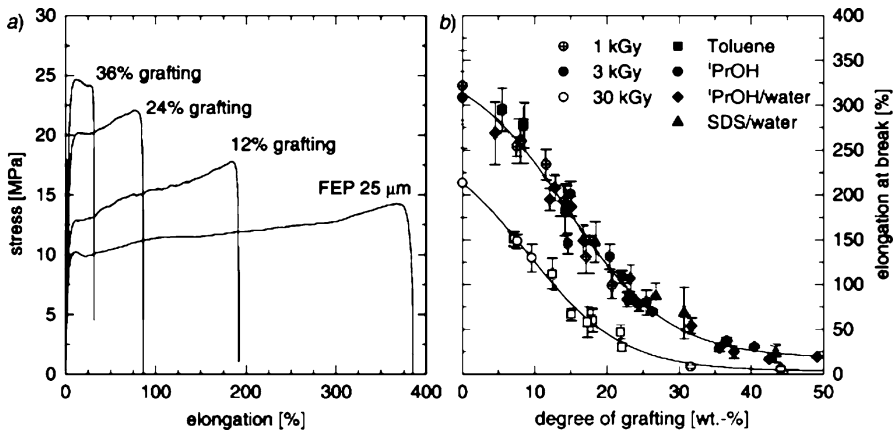 a)
30
25
20
15
10
5
0
stress [MPa]
36% grafting
24% grafting
12% grafting
FEP 25 μm
0 100 200 300 400
elongation [%]
b)
1 kGy
3 kGy
30 kGy
Toluene
iPrOH
iPrOH/water
SDS/water
400
350
300
250
200
150
100
50
0
elongation at break [%]
0 10 20 30 40 50
degree of grafting [wt.-%]